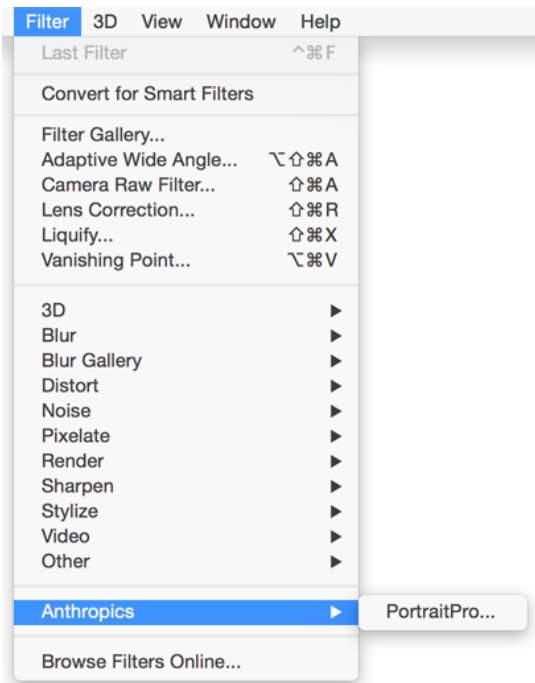 Filter 3D View Window Help
Last Filter ^⌘F
Convert for Smart Filters
Filter Gallery...
Adaptive Wide Angle... ⌥⇧⌘A
Camera Raw Filter... ⇧⌘A
Lens Correction... ⇧⌘R
Liquify... ⇧⌘X
Vanishing Point... ⌥⌘V
3D ▶
Blur ▶
Blur Gallery ▶
Distort ▶
Noise ▶
Pixelate ▶
Render ▶
Sharpen ▶
Stylize ▶
Video ▶
Other ▶
Anthropics ▶ PortraitPro...
Browse Filters Online...